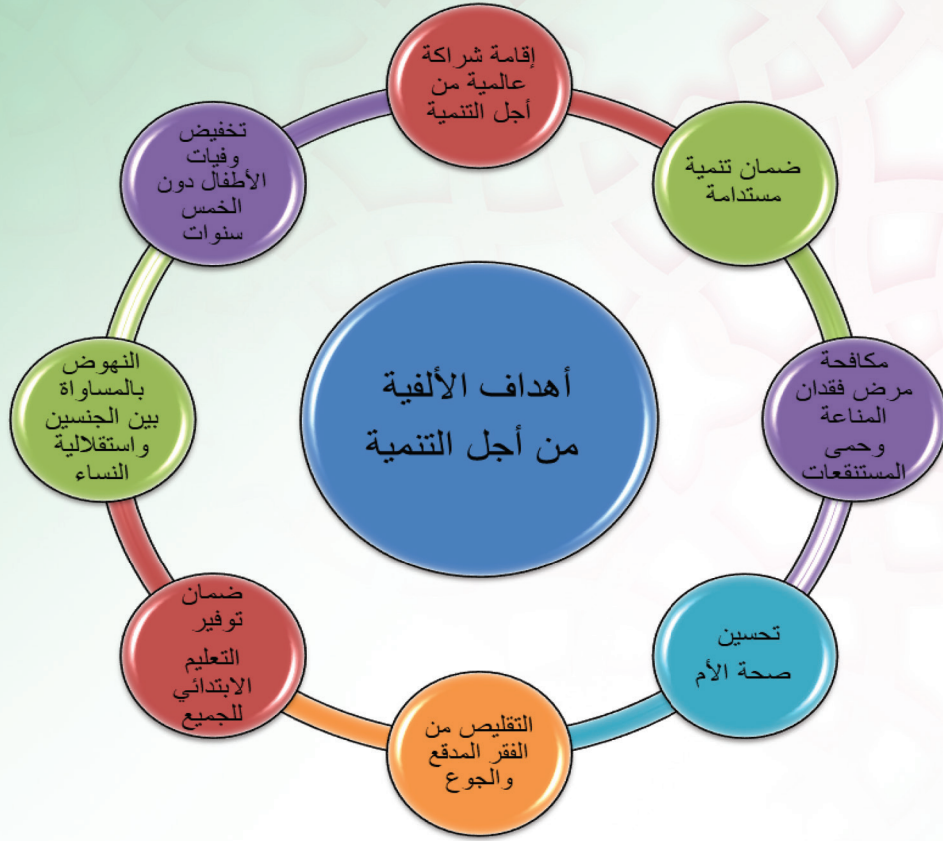 إقامة شراكة
عالمية من
أجل التنمية
ضمان تنمية
مستدامة
مكافحة
مرض فقدان
المناعة
وحمى
المستنقعات
تحسين
صحة الأم
التقليص من
الفقر المدقع
والجوع
ضمان
توفير
التعليم
الابتدائي
للجميع
النهوض
بالمساواة
بين الجنسين
واستقلالية
النساء
تخفيض
وفيات
الأطفال دون
الخمس
سنوات
أهداف الألفية
من أجل التنمية